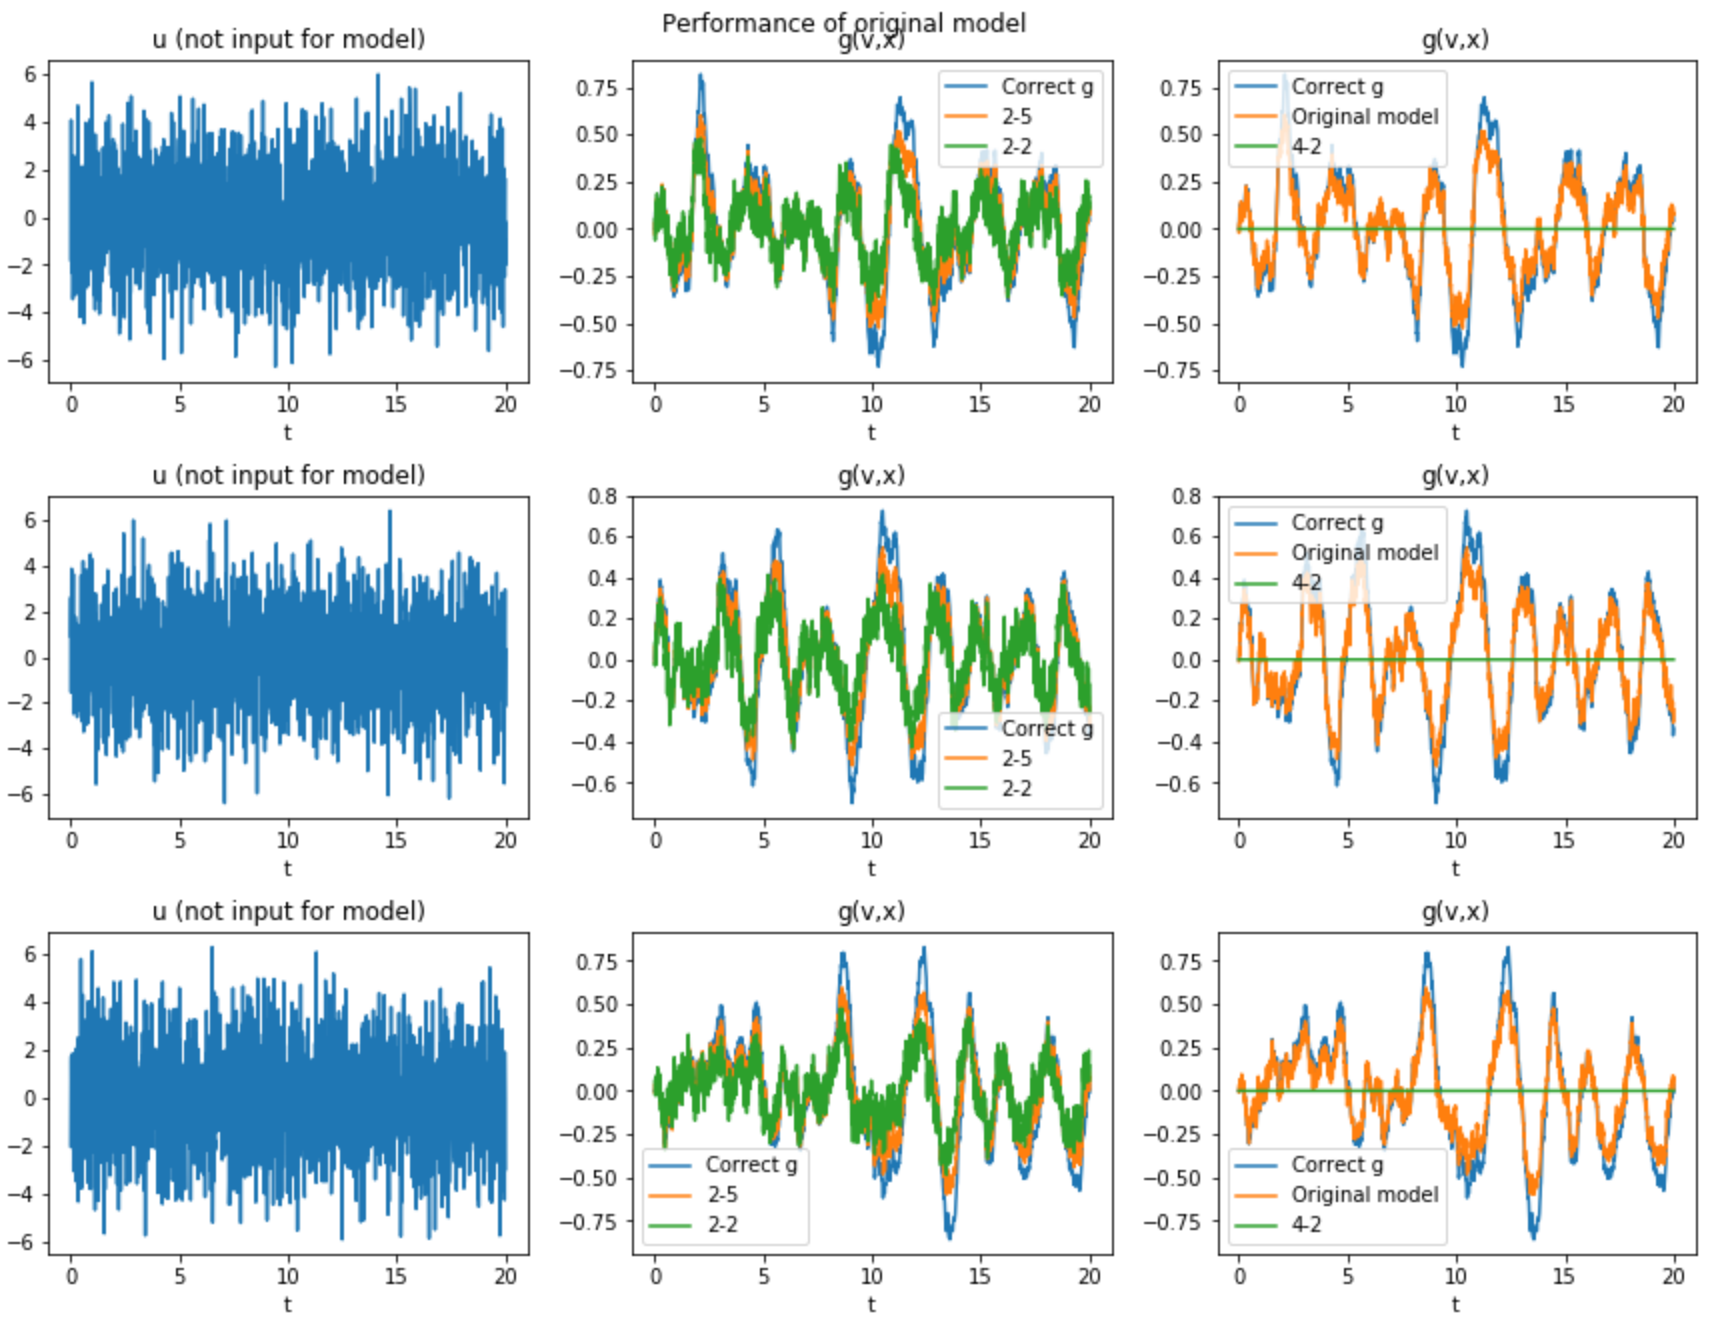 Performance of original model
u (not input for model)
g(v,x)
g(v,x)
6
4
2
0
−2
−4
−6
0 5 10 15 20
t
0.75
0.50
0.25
0.00
−0.25
−0.50
−0.75
Correct g
2-5
2-2
0 5 10 15 20
t
0.75
0.50
0.25
0.00
−0.25
−0.50
−0.75
Correct g
Original model
4-2
0 5 10 15 20
t
u (not input for model)
g(v,x)
g(v,x)
6
4
2
0
−2
−4
−6
0 5 10 15 20
t
0.8
0.6
0.4
0.2
0.0
−0.2
−0.4
−0.6
Correct g
2-5
2-2
0 5 10 15 20
t
0.8
0.6
0.4
0.2
0.0
−0.2
−0.4
−0.6
Correct g
Original model
4-2
0 5 10 15 20
t
u (not input for model)
g(v,x)
g(v,x)
6
4
2
0
−2
−4
−6
0 5 10 15 20
t
0.75
0.50
0.25
0.00
−0.25
−0.50
−0.75
Correct g
2-5
2-2
0 5 10 15 20
t
0.75
0.50
0.25
0.00
−0.25
−0.50
−0.75
Correct g
Original model
4-2
0 5 10 15 20
t